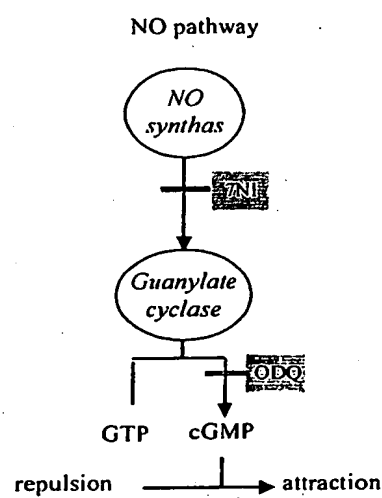 NO pathway
NO
synthas
7NI
Guanylate
cyclase
ODQ
GTP cGMP
repulsion attraction